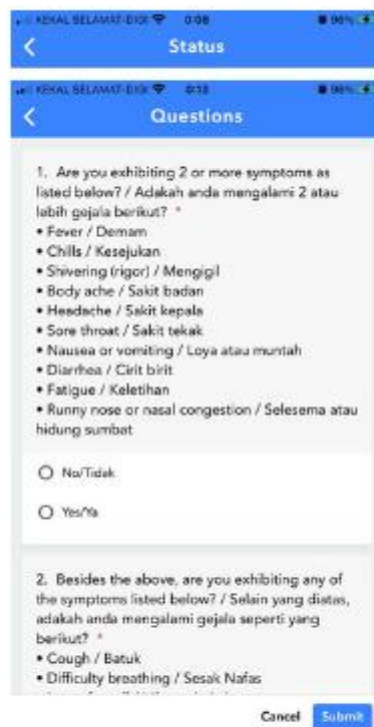 KEKAL SELAMAT-DIGI 0:08 96%
Status
KEKAL SELAMAT-DIGI 96%
Questions
1. Are you exhibiting 2 or more symptoms as
listed below? / Adakah anda mengalami 2 atau
lebih gejala berikut? *
• Fever / Demam
• Chills / Kesejukan
• Shivering (rigor) / Mengigil
• Body ache / Sakit badan
• Headache / Sakit kepala
• Sore throat / Sakit tekak
• Nausea or vomiting / Loya atau muntah
• Diarrhea / Cirit birit
• Fatigue / Keletihan
• Runny nose or nasal congestion / Selesema atau
hidung sumbat
No/Tidak
Yes/Ya
2. Besides the above, are you exhibiting any of
the symptoms listed below? / Selain yang diatas,
adakah anda mengalami gejala seperti yang
berikut? *
• Cough / Batuk
• Difficulty breathing / Sesak Nafas
Cancel Submit